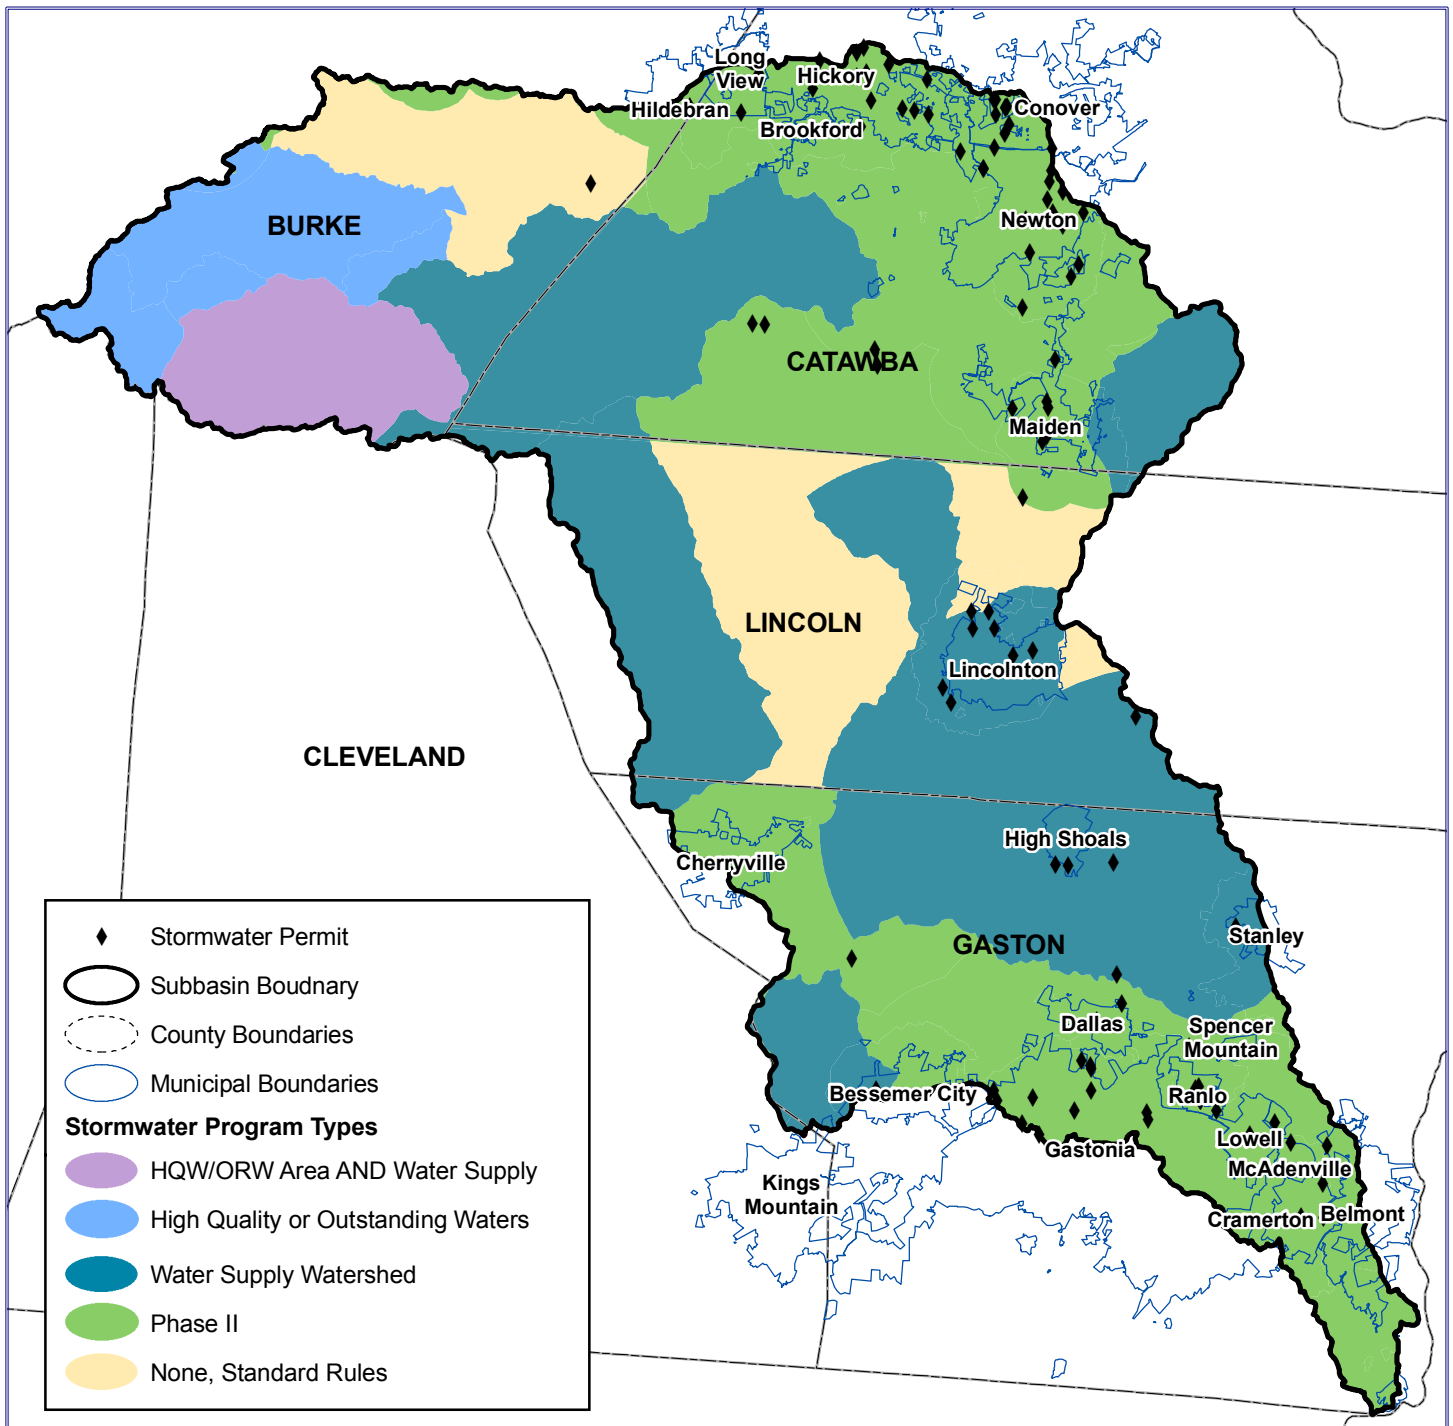 Long
View
Hickory
Hildebran
Conover
Brookford
BURKE
Newton
CATAWBA
Maiden
LINCOLN
Lincolnton
CLEVELAND
High Shoals
Cherryville
Stanley
GASTON
Dallas
Spencer
Mountain
Bessemer City
Ranlo
Lowell
Gastonia
McAdenville
Kings
Mountain
Cramerton
Belmont
Stormwater Permit
Subbasin Boudnary
County Boundaries
Municipal Boundaries
Stormwater Program Types
HQW/ORW Area AND Water Supply
High Quality or Outstanding Waters
Water Supply Watershed
Phase II
None, Standard Rules